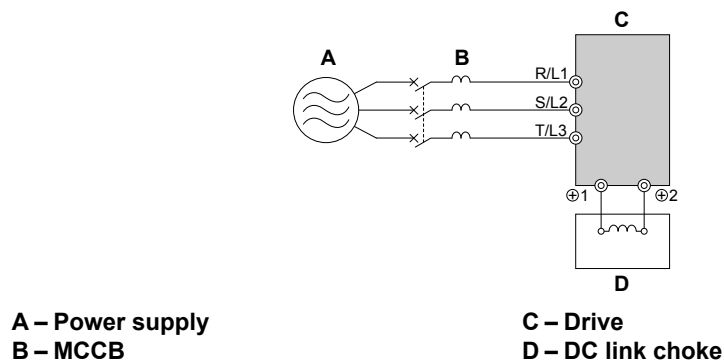 C
A
B
R/L1
S/L2
T/L3
⊕1
⊕2
D
A – Power supply
B – MCCB
C – Drive
D – DC link choke